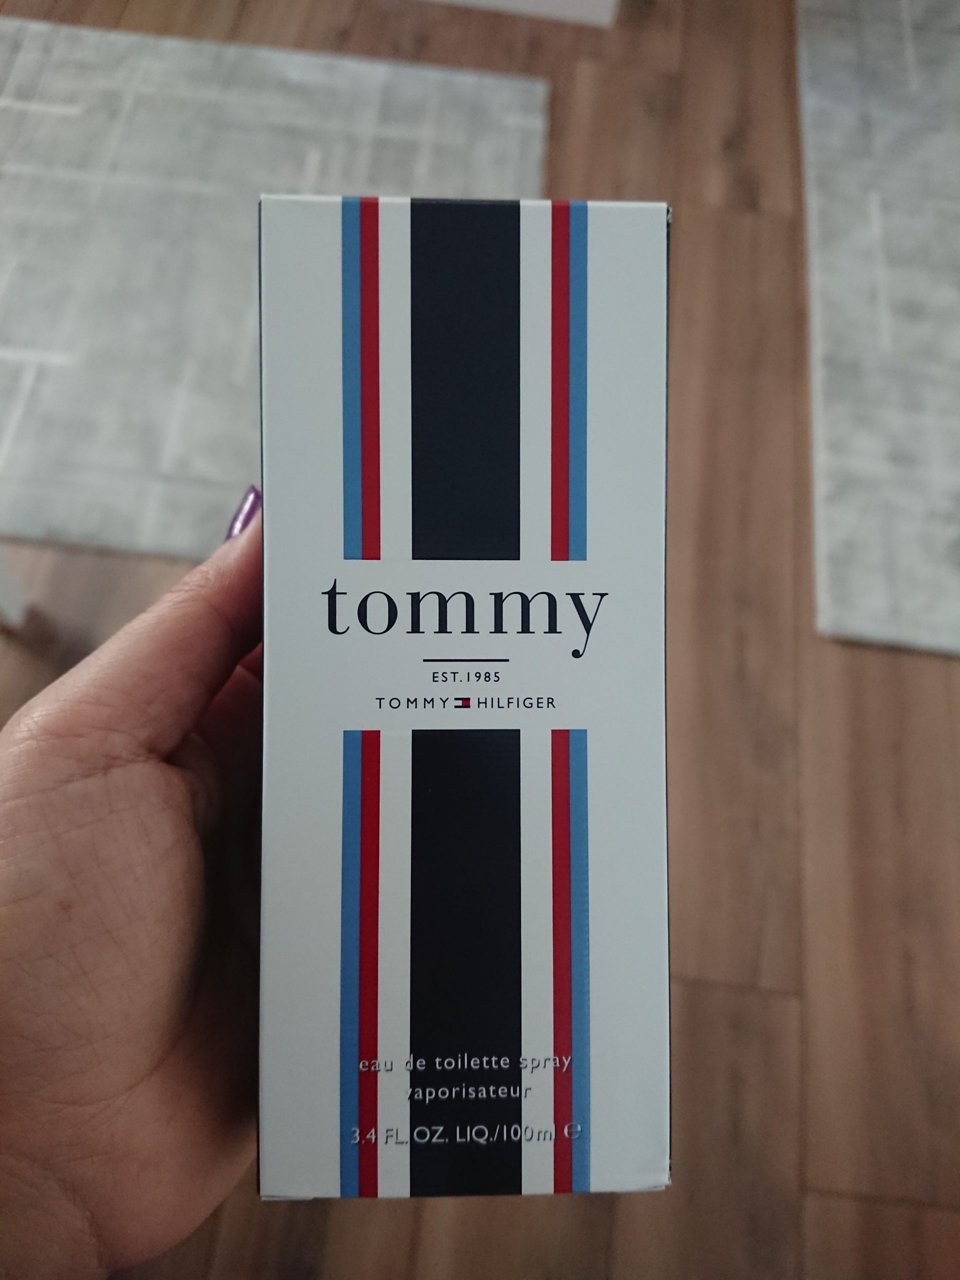 tommy
EST.1985
TOMMY HILFIGER
eau de toilette spray
vaporisateur
3.4 FL. OZ. LIQ./100ml ℮